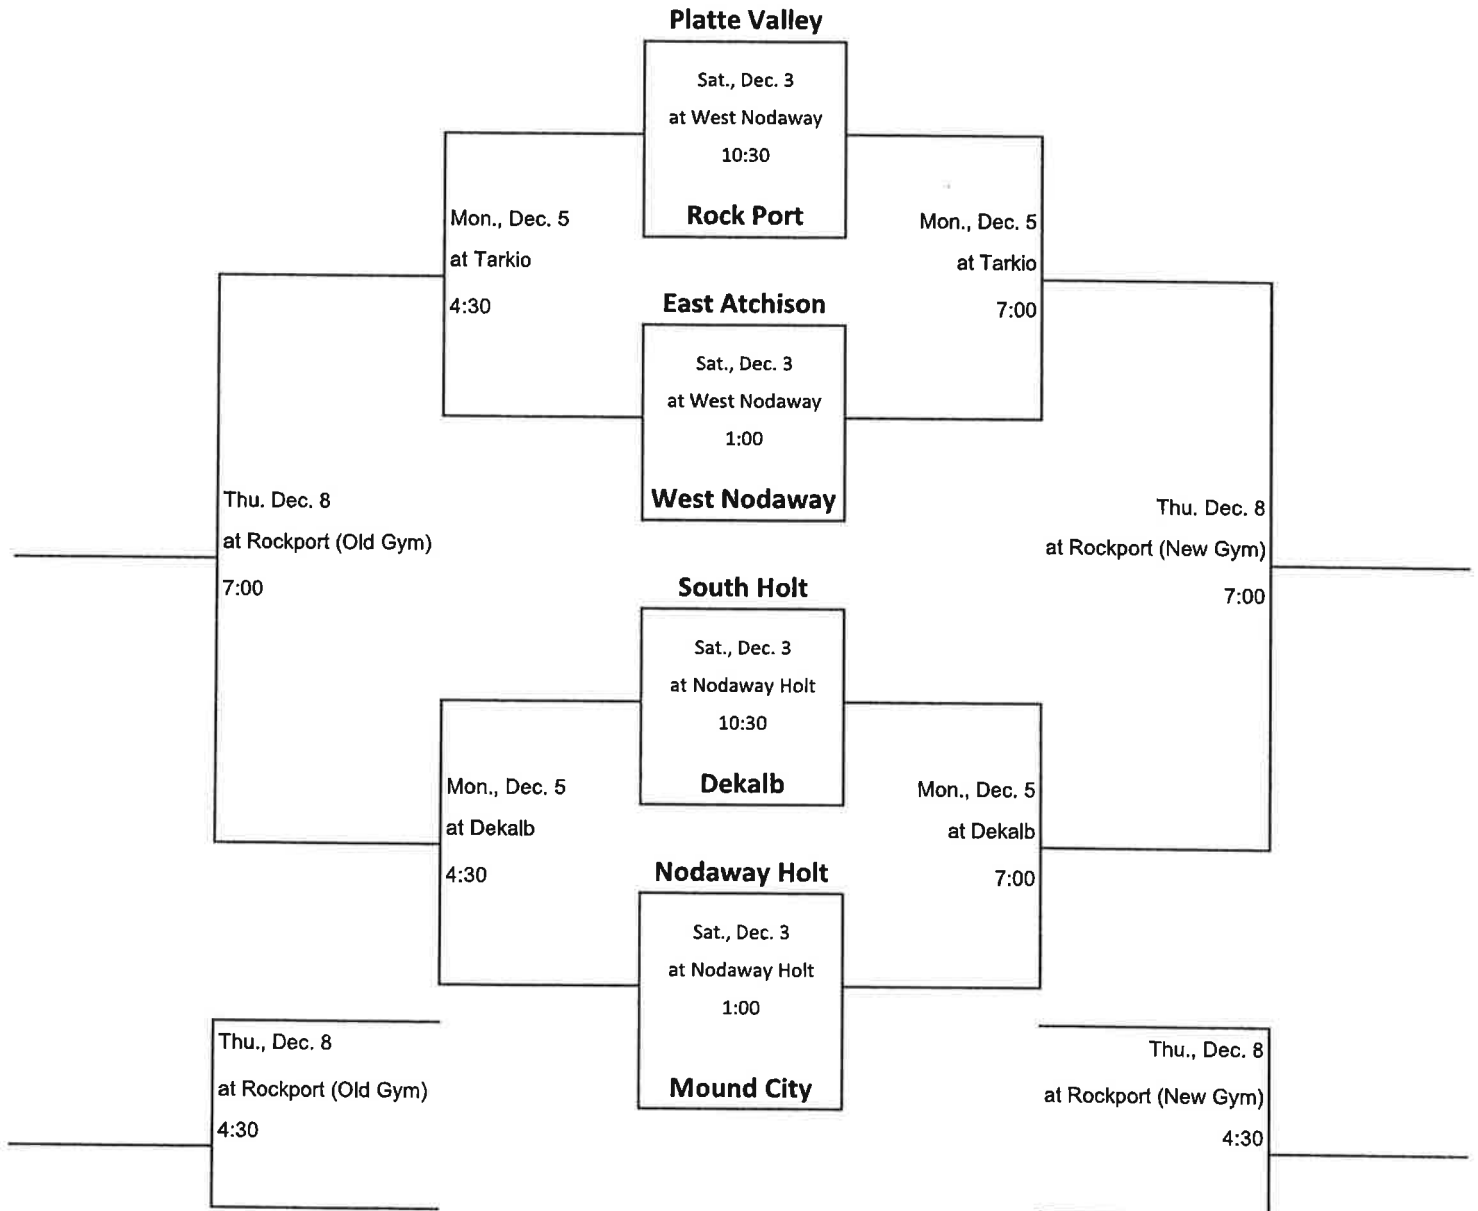 Platte Valley
Sat., Dec. 3
at West Nodaway
10:30
Rock Port
Mon., Dec. 5
at Tarkio
4:30
Mon., Dec. 5
at Tarkio
7:00
East Atchison
Sat., Dec. 3
at West Nodaway
1:00
West Nodaway
Thu. Dec. 8
at Rockport (Old Gym)
7:00
Thu. Dec. 8
at Rockport (New Gym)
7:00
South Holt
Sat., Dec. 3
at Nodaway Holt
10:30
Dekalb
Mon., Dec. 5
at Dekalb
4:30
Mon., Dec. 5
at Dekalb
7:00
Nodaway Holt
Sat., Dec. 3
at Nodaway Holt
1:00
Mound City
Thu., Dec. 8
at Rockport (Old Gym)
4:30
Thu., Dec. 8
at Rockport (New Gym)
4:30